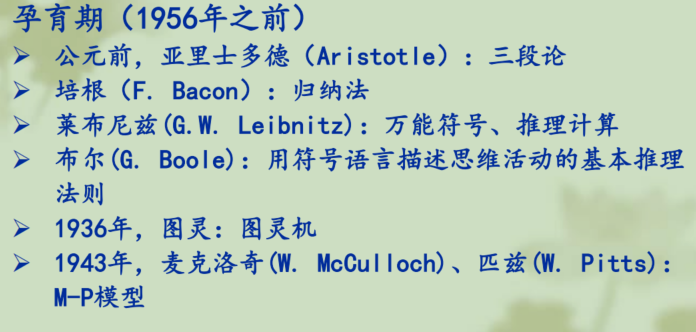 孕育期（1956年之前）
➢ 公元前，亚里士多德（Aristotle）：三段论
➢ 培根（F. Bacon）：归纳法
➢ 莱布尼兹(G.W. Leibnitz)：万能符号、推理计算
➢ 布尔(G. Boole)：用符号语言描述思维活动的基本推理
法则
➢ 1936年，图灵：图灵机
➢ 1943年，麦克洛奇(W. McCulloch)、匹兹(W. Pitts)：
M-P模型